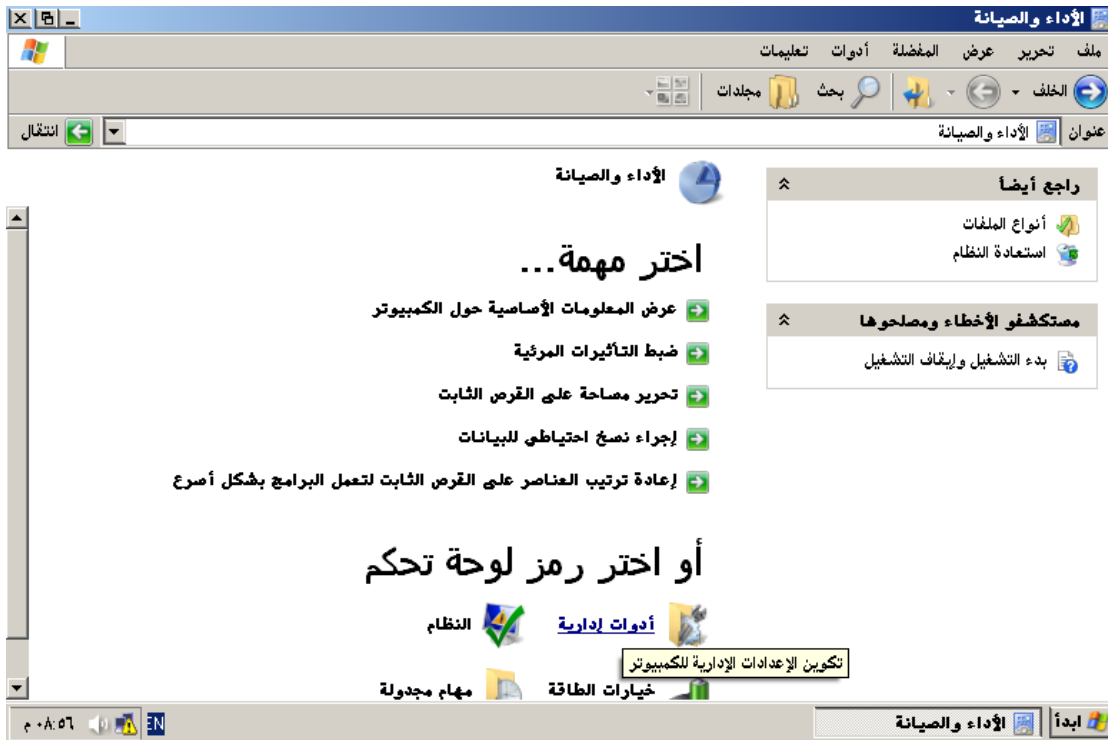 الأداء والصيانة
ملف تحرير عرض المفضلة أدوات تعليمات
الخلف بحث مجلدات
عنوان الأداء والصيانة انتقال
راجع أيضاً
أنواع الملفات
استعادة النظام
مستكشفو الأخطاء ومصلحوها
بدء التشغيل وإيقاف التشغيل
الأداء والصيانة
اختر مهمة...
عرض المعلومات الأساسية حول الكمبيوتر
ضبط التأثيرات المرئية
تحرير مساحة على القرص الثابت
إجراء نسخ احتياطي للبيانات
إعادة ترتيب العناصر على القرص الثابت لتعمل البرامج بشكل أسرع
أو اختر رمز لوحة تحكم
أدوات إدارية النظام
تكوين الإعدادات الإدارية للكمبيوتر
خيارات الطاقة مهام مجدولة
ابدأ الأداء والصيانة EN ٠٨:٥٦ م